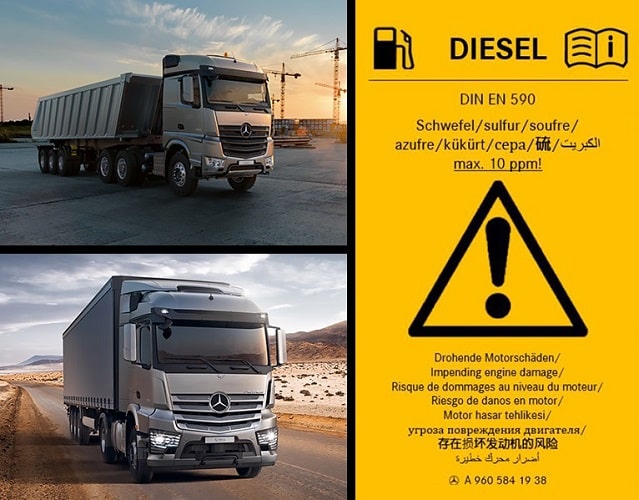 DIESEL
DIN EN 590
Schwefel/sulfur/soufre/
azufre/kükürt/cepa/硫/الكبريت
max. 10 ppm!
Drohende Motorschäden/
Impending engine damage/
Risque de dommages au niveau du moteur/
Riesgo de danos en motor/
Motor hasar tehlikesi/
угроза повреждения двигателя/
存在损坏发动机的风险
أضرار محرك خطيرة
A 960 584 19 38